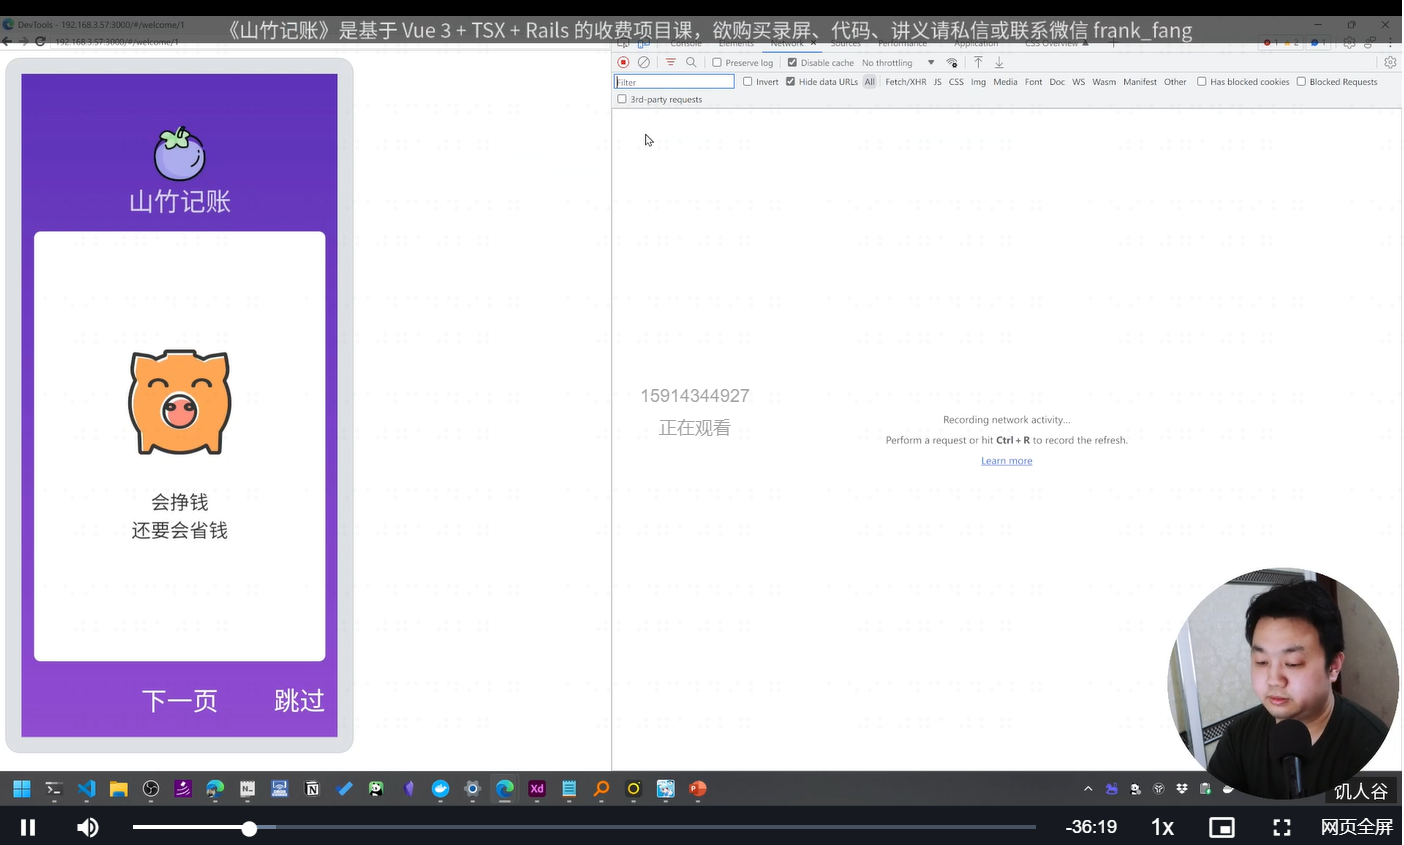 DevTools - 192.168.3.57:3000/#/welcome/1
《山竹记账》是基于 Vue 3 + TSX + Rails 的收费项目课，欲购买录屏、代码、讲义请私信或联系微信 frank_fang
192.168.3.57:3000/#/welcome/1
Console Elements Network Sources Performance Application CSS Overview
1 2 1
Preserve log Disable cache No throttling
Filter Invert Hide data URLs All Fetch/XHR JS CSS Img Media Font Doc WS Wasm Manifest Other Has blocked cookies Blocked Requests
3rd-party requests
山竹记账
会挣钱
还要会省钱
下一页 跳过
15914344927
正在观看
Recording network activity...
Perform a request or hit Ctrl + R to record the refresh.
Learn more
Xd
饥人谷
-36:19 1x 网页全屏